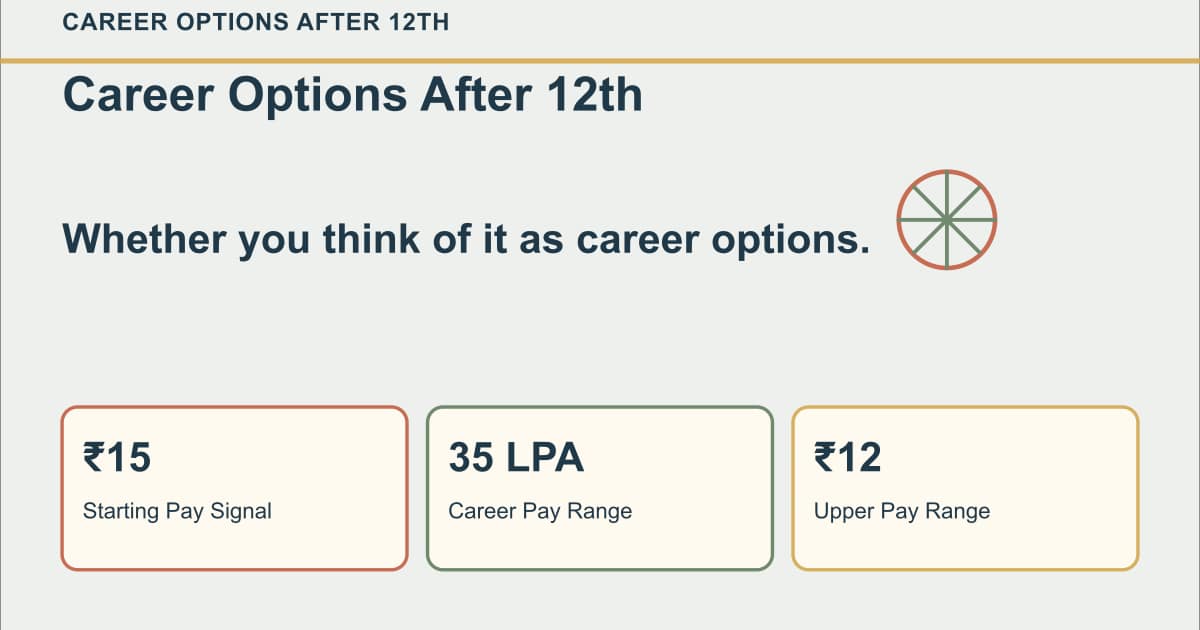 CAREER OPTIONS AFTER 12TH
Career Options After 12th
Whether you think of it as career options.
₹15
Starting Pay Signal
35 LPA
Career Pay Range
₹12
Upper Pay Range